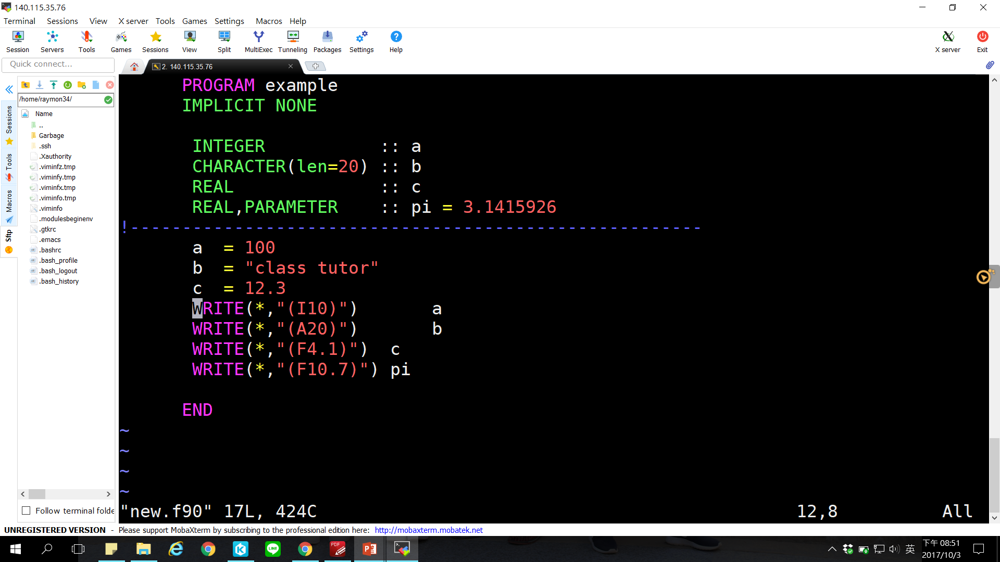 140.115.35.76
Terminal Sessions View X server Tools Games Settings Macros Help
Session Servers Tools Games Sessions View Split MultiExec Tunneling Packages Settings Help X server Exit
Quick connect...
2. 140.115.35.76
/home/raymon34/
Name
..
Garbage
.ssh
.Xauthority
.viminfz.tmp
.viminfy.tmp
.viminfx.tmp
.viminfo.tmp
.viminfo
.modulesbeginenv
.gtkrc
.emacs
.bashrc
.bash_profile
.bash_logout
.bash_history
Follow terminal folde
Sessions
Tools
Macros
Sftp
PROGRAM example
IMPLICIT NONE
INTEGER :: a
CHARACTER(len=20) :: b
REAL :: c
REAL,PARAMETER :: pi = 3.1415926
!-------------------------------------------------------
a = 100
b = "class tutor"
c = 12.3
WRITE(*,"(I10)") a
WRITE(*,"(A20)") b
WRITE(*,"(F4.1)") c
WRITE(*,"(F10.7)") pi
END
~
~
~
~
"new.f90" 17L, 424C 12,8 All
UNREGISTERED VERSION - Please support MobaXterm by subscribing to the professional edition here: http://mobaxterm.mobatek.net
PDF
LINE
英
下午 08:51
2017/10/3